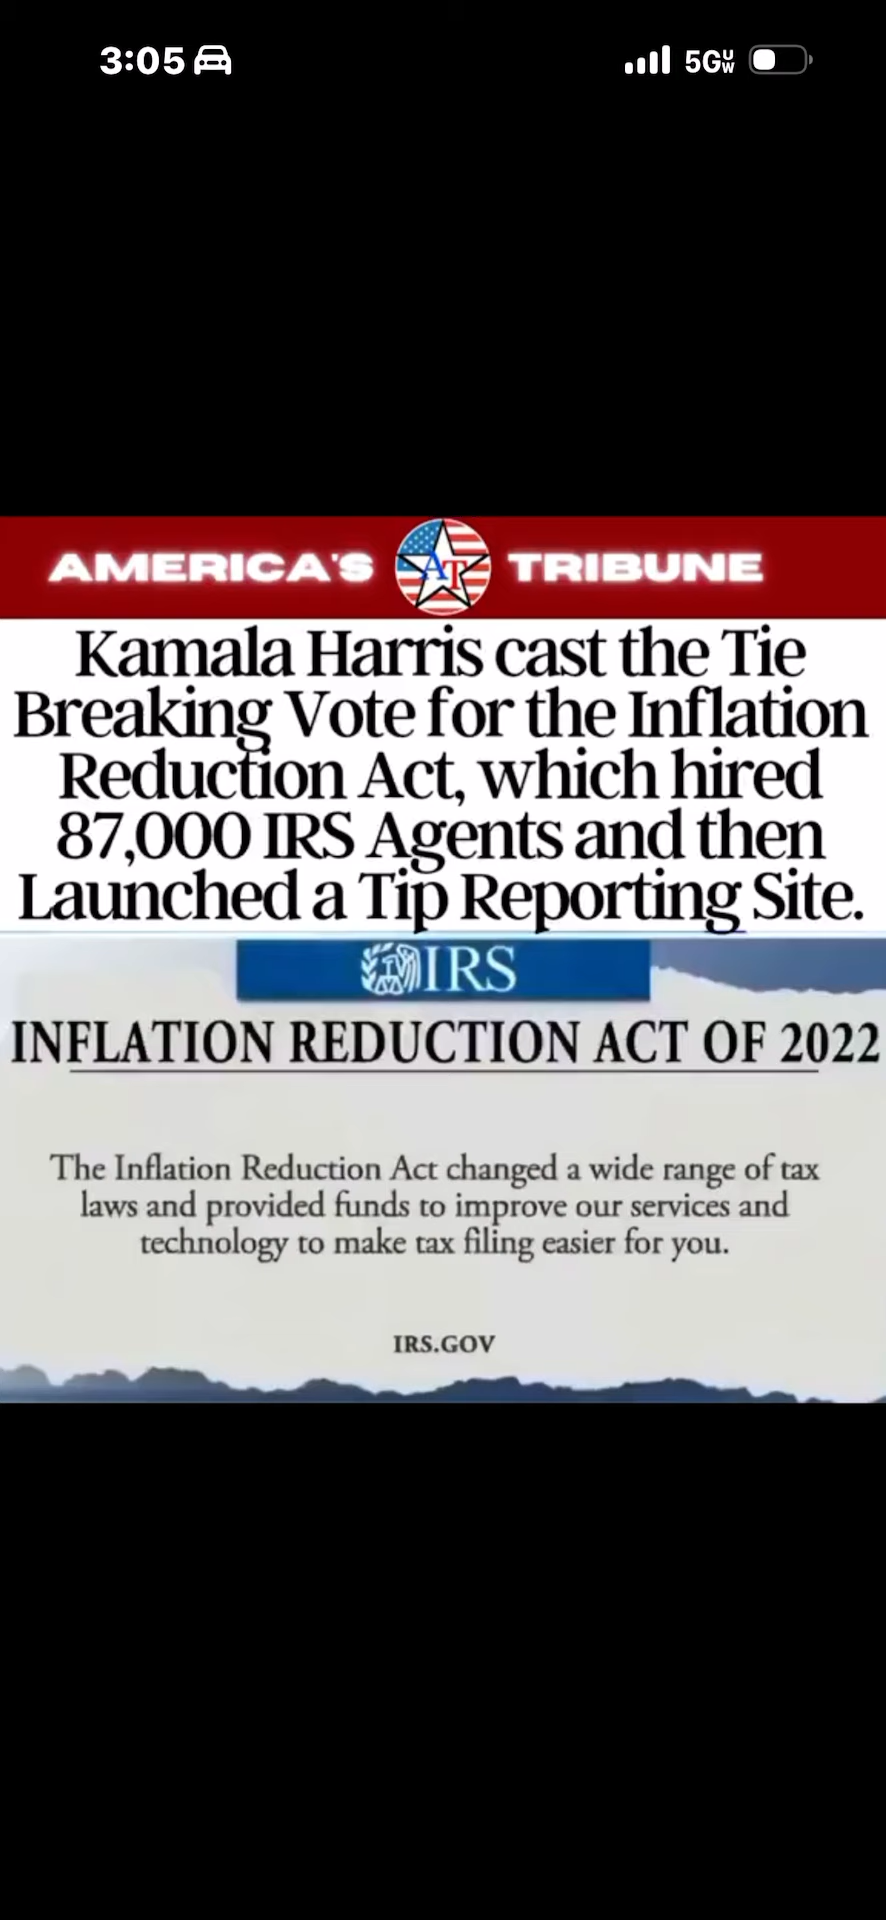 3:05
5GUW
AMERICA'S AT TRIBUNE
Kamala Harris cast the Tie
Breaking Vote for the Inflation
Reduction Act, which hired
87,000 IRS Agents and then
Launched a Tip Reporting Site.
IRS
INFLATION REDUCTION ACT OF 2022
The Inflation Reduction Act changed a wide range of tax
laws and provided funds to improve our services and
technology to make tax filing easier for you.
IRS.GOV